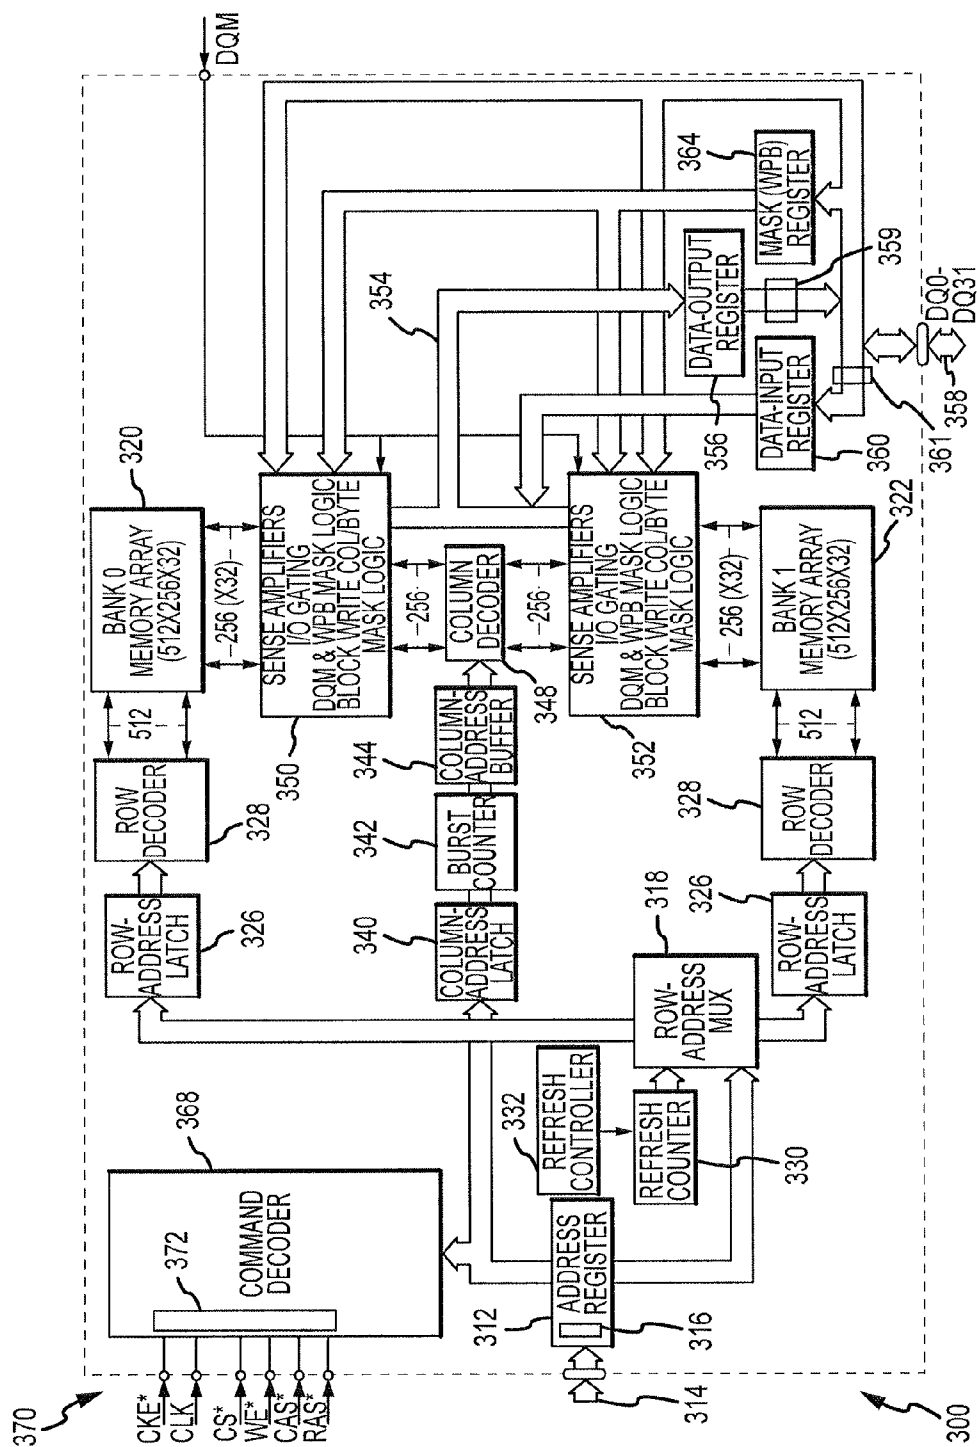 370
CKE*
CLK
CS*
WE*
CAS*
RAS*
372
COMMAND
DECODER
368
314
312
316
ADDRESS
REGISTER
332
REFRESH
CONTROLLER
REFRESH
COUNTER
330
ROW-
ADDRESS
MUX
318
ROW-
ADDRESS
LATCH
326
ROW
DECODER
328
512
BANK 0
MEMORY ARRAY
(512X256X32)
320
256 (X32)
SENSE AMPLIFIERS
I/O GATING
DQM & WPB MASK LOGIC
BLOCK WRITE COL/BYTE
MASK LOGIC
350
256
340
COLUMN-
ADDRESS
LATCH
342
BURST
COUNTER
344
COLUMN-
ADDRESS
BUFFER
COLUMN
DECODER
348
256
SENSE AMPLIFIERS
I/O GATING
DQM & WPB MASK LOGIC
BLOCK WRITE COL/BYTE
MASK LOGIC
352
256 (X32)
326
ROW-
ADDRESS
LATCH
328
ROW
DECODER
512
BANK 1
MEMORY ARRAY
(512X256X32)
322
DQM
354
356
DATA-OUTPUT
REGISTER
359
360
DATA-INPUT
REGISTER
361
364
MASK (WPB)
REGISTER
358
DQ0-
DQ31
300